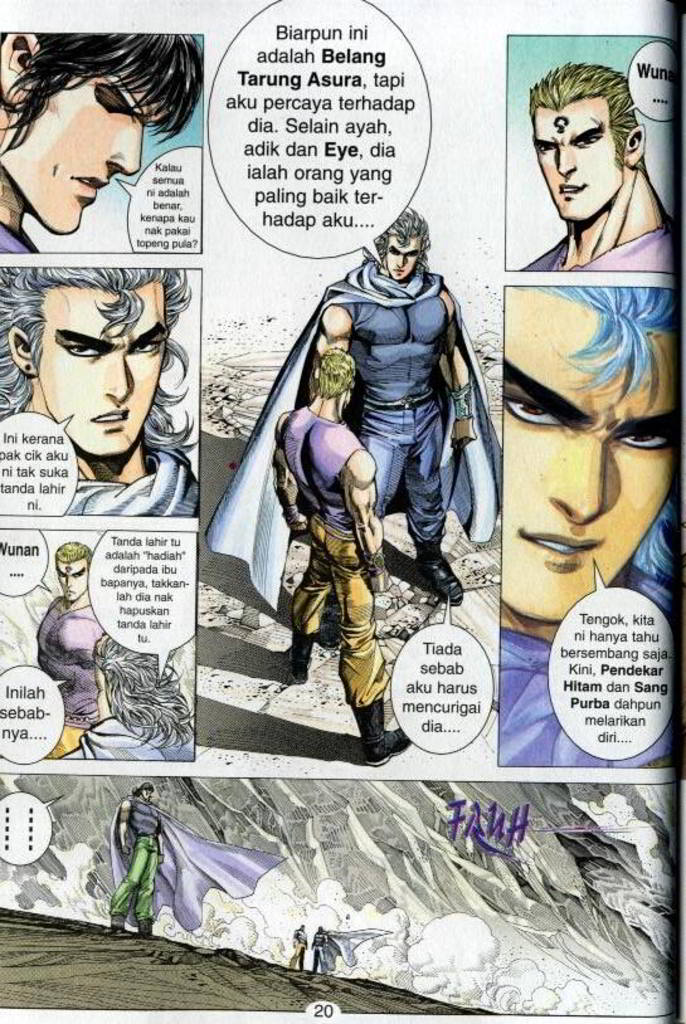 Kalau
semua
ni adalah
benar,
kenapa kau
nak pakai
topeng pula?
Biarpun ini
adalah Belang
Tarung Asura, tapi
aku percaya terhadap
dia. Selain ayah,
adik dan Eye, dia
ialah orang yang
paling baik ter-
hadap aku....
Wuna
....
Ini kerana
pak cik aku
ni tak suka
tanda lahir
ni.
Wunan
....
Tanda lahir tu
adalah "hadiah"
daripada ibu
bapanya, takkan-
lah dia nak
hapuskan
tanda lahir
tu.
Inilah
sebab-
nya....
Tiada
sebab
aku harus
mencurigai
dia....
Tengok, kita
ni hanya tahu
bersembang saja.
Kini, Pendekar
Hitam dan Sang
Purba dahpun
melarikan
diri....
FRUH
20